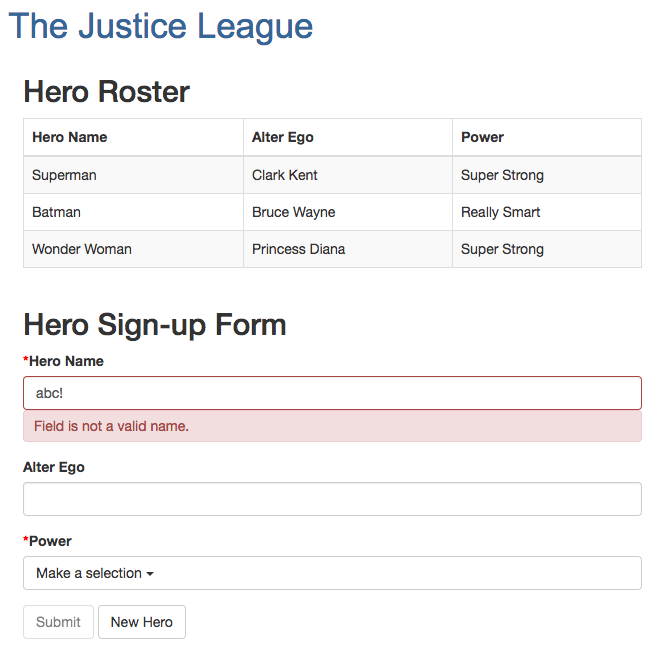 The Justice League
Hero Roster
Hero Name Alter Ego Power
Superman Clark Kent Super Strong
Batman Bruce Wayne Really Smart
Wonder Woman Princess Diana Super Strong
Hero Sign-up Form
*Hero Name
abc!
Field is not a valid name.
Alter Ego
*Power
Make a selection
Submit New Hero